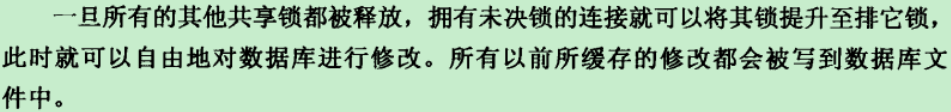 一旦所有的其他共享锁都被释放，拥有未决锁的连接就可以将其锁提升至排它锁，
此时就可以自由地对数据库进行修改。所有以前所缓存的修改都会被写到数据库文
件中。